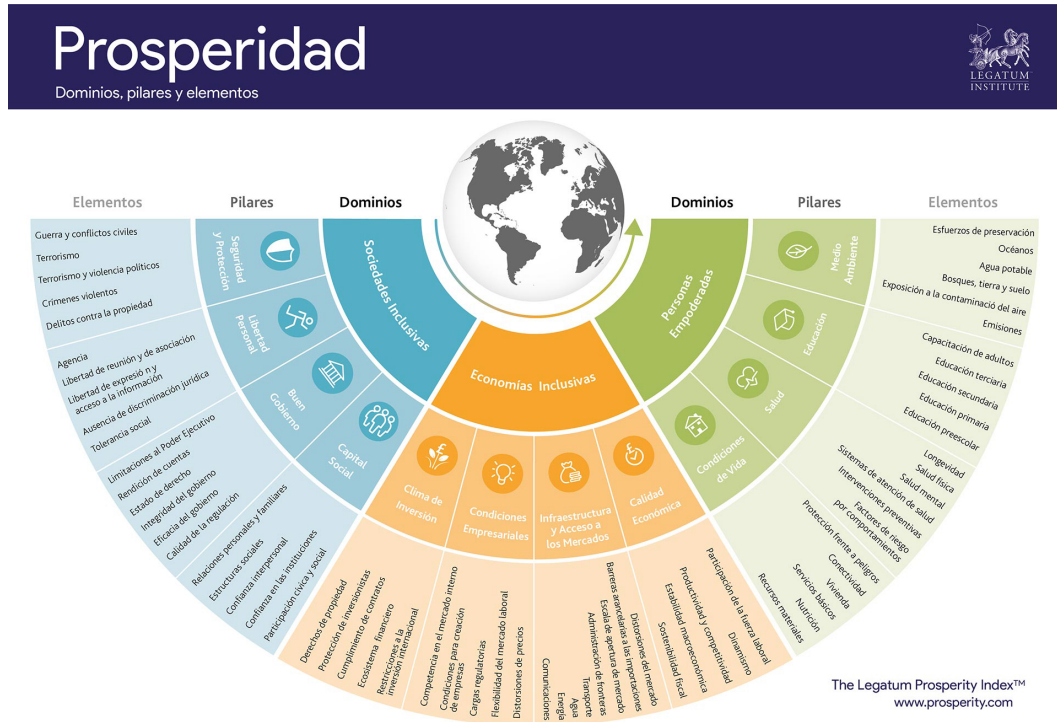 Prosperidad
Dominios, pilares y elementos
LEGATUM
INSTITUTE
Elementos
Pilares
Dominios
Dominios
Pilares
Elementos
Sociedades Inclusivas
Seguridad
y Protección
Guerra y conflictos civiles
Terrorismo
Terrorismo y violencia políticos
Crimenes violentos
Delitos contra la propiedad
Libertad
Personal
Agencia
Libertad de reunión y de asociación
Libertad de expresió n y
acceso a la información
Ausencia de discriminación jurídica
Tolerancia social
Buen
Gobierno
Limitaciones al Poder Ejecutivo
Rendición de cuentas
Estado de derecho
Integridad del gobierno
Eficacia del gobierno
Calidad de la regulación
Capital
Social
Relaciones personales y familiares
Estructuras sociales
Confianza interpersonal
Confianza en las instituciones
Participación cívica y social
Economías Inclusivas
Clima de
Inversión
Derechos de propiedad
Protección de inversionistas
Cumplimiento de contratos
Ecosistema financiero
Restricciones a la
inversión internacional
Condiciones
Empresariales
Competencia en el mercado interno
Condiciones para creación
de empresas
Cargas regulatorias
Flexibilidad del mercado laboral
Distorsiones de precios
Infraestructura
y Acceso a
los Mercados
Comunicaciones
Energía
Agua
Transporte
Administración de fronteras
Escala de apertura de mercado
Barreras arancelarias a las importaciones
Distorsiones del mercado
Calidad
Económica
Sostenibilidad fiscal
Estabilidad macroeconómica
Productividad y competitividad
Dinamismo
Participación de la fuerza laboral
Personas
Empoderadas
Medio
Ambiente
Esfuerzos de preservación
Océanos
Agua potable
Bosques, tierra y suelo
Exposición a la contaminació del aire
Emisiones
Educación
Capacitación de adultos
Educación terciaria
Educación secundaria
Educación primaria
Educación preescolar
Salud
Longevidad
Salud física
Salud mental
Sistemas de atención de salud
Intervenciones preventivas
Factores de riesgo
por comportamientos
Condiciones
de Vida
Protección frente a peligros
Conectividad
Vivienda
Servicios básicos
Nutrición
Recursos materiales
The Legatum Prosperity Index™
www.prosperity.com